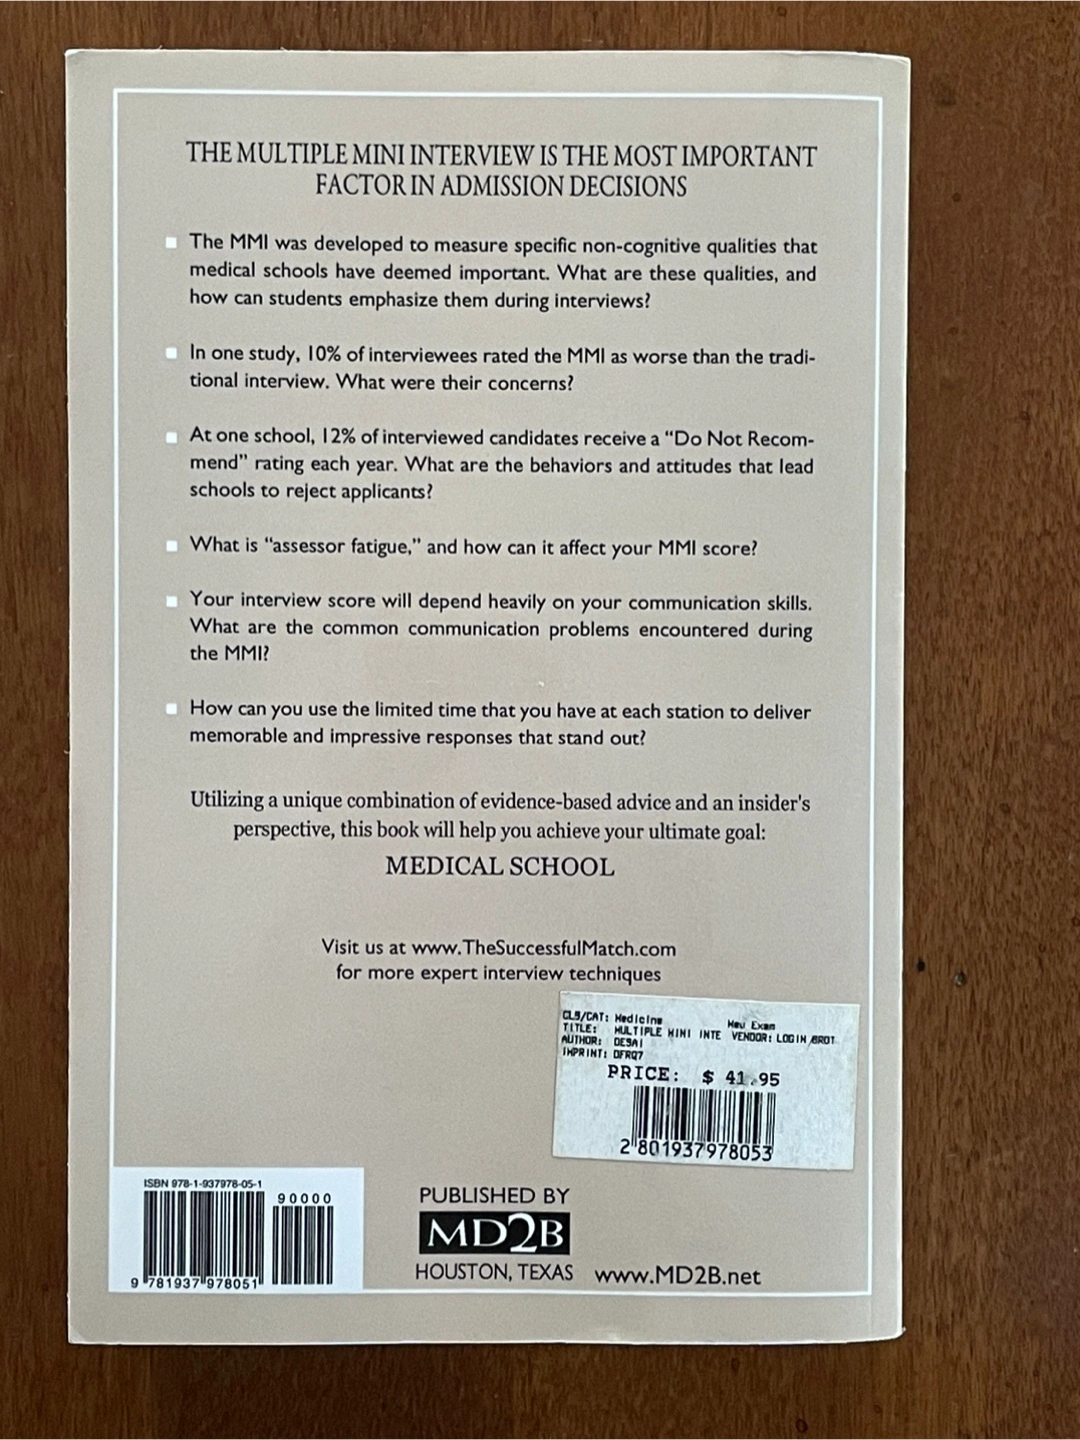 THE MULTIPLE MINI INTERVIEW IS THE MOST IMPORTANT
FACTOR IN ADMISSION DECISIONS
The MMI was developed to measure specific non-cognitive qualities that
medical schools have deemed important. What are these qualities, and
how can students emphasize them during interviews?
In one study, 10% of interviewees rated the MMI as worse than the tradi-
tional interview. What were their concerns?
At one school, 12% of interviewed candidates receive a “Do Not Recom-
mend” rating each year. What are the behaviors and attitudes that lead
schools to reject applicants?
What is “assessor fatigue,” and how can it affect your MMI score?
Your interview score will depend heavily on your communication skills.
What are the common communication problems encountered during
the MMI?
How can you use the limited time that you have at each station to deliver
memorable and impressive responses that stand out?
Utilizing a unique combination of evidence-based advice and an insider's
perspective, this book will help you achieve your ultimate goal:
MEDICAL SCHOOL
Visit us at www.TheSuccessfulMatch.com
for more expert interview techniques
CLS/CAT: Medicine New Exam
TITLE: MULTIPLE MINI INTE VENDOR: LOGIN BROT
AUTHOR: DESAI
IMPRINT: DFRQ7
PRICE: $ 41.95
2 801937 978053
ISBN 978-1-937978-05-1
90000
9 781937 978051
PUBLISHED BY
MD2B
HOUSTON, TEXAS www.MD2B.net